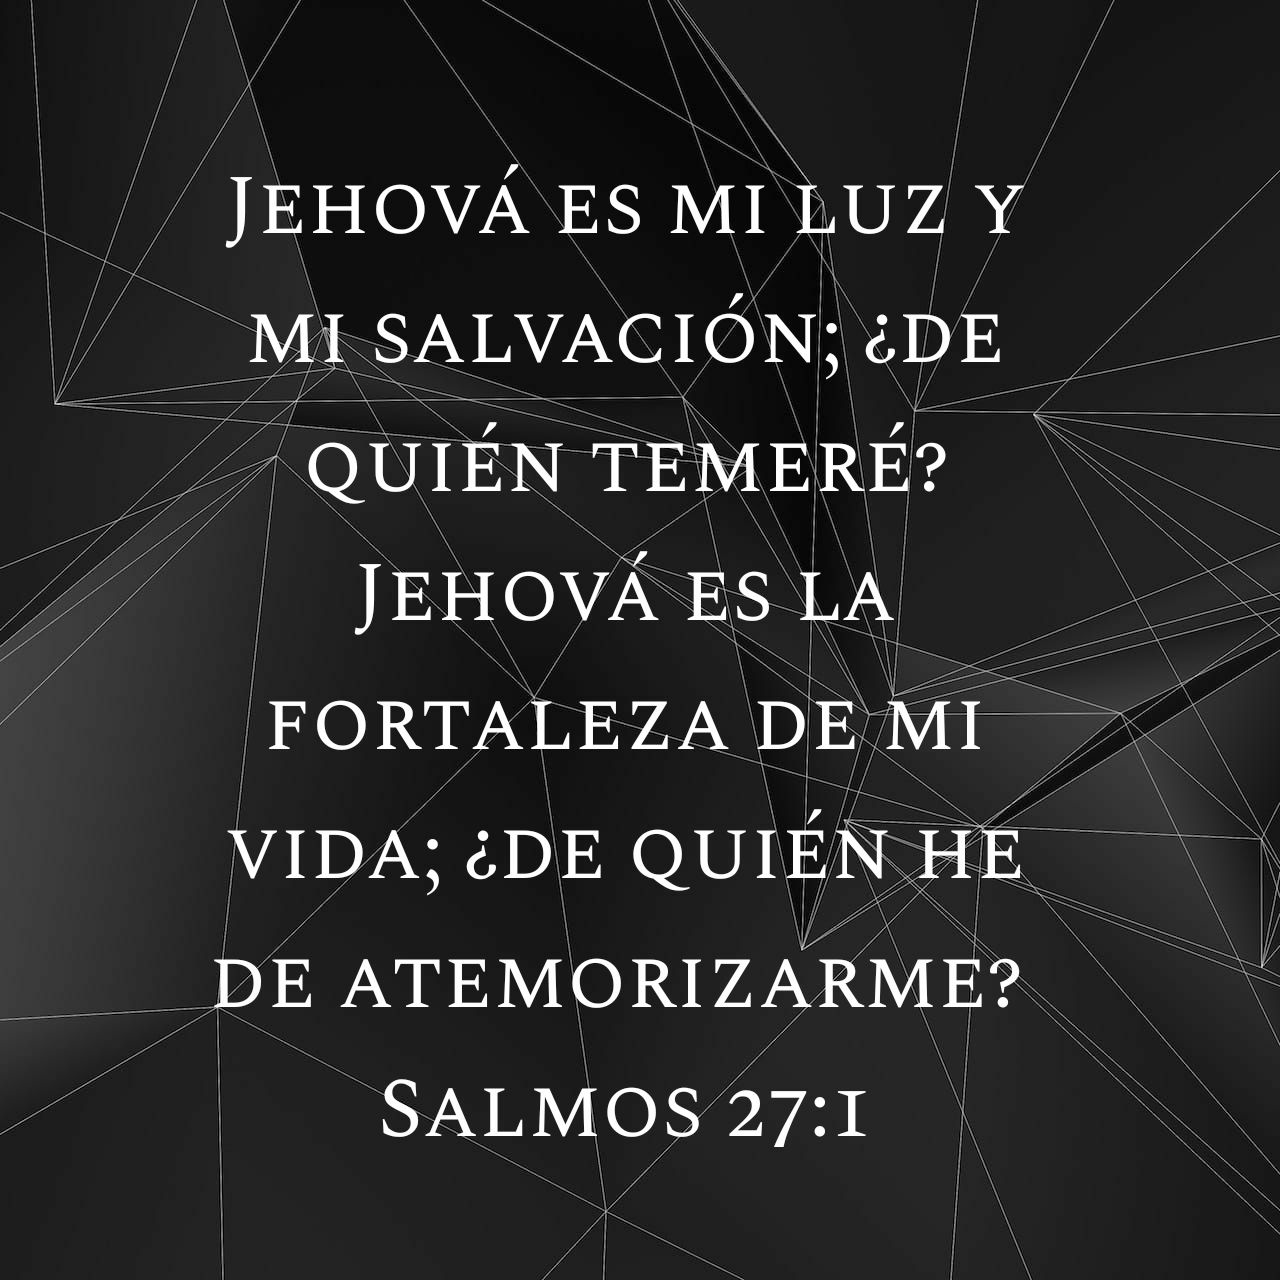 Jehová es mi luz y
mi salvación; ¿de
quién temeré?
Jehová es la
fortaleza de mi
vida; ¿de quién he
de atemorizarme?
Salmos 27:1